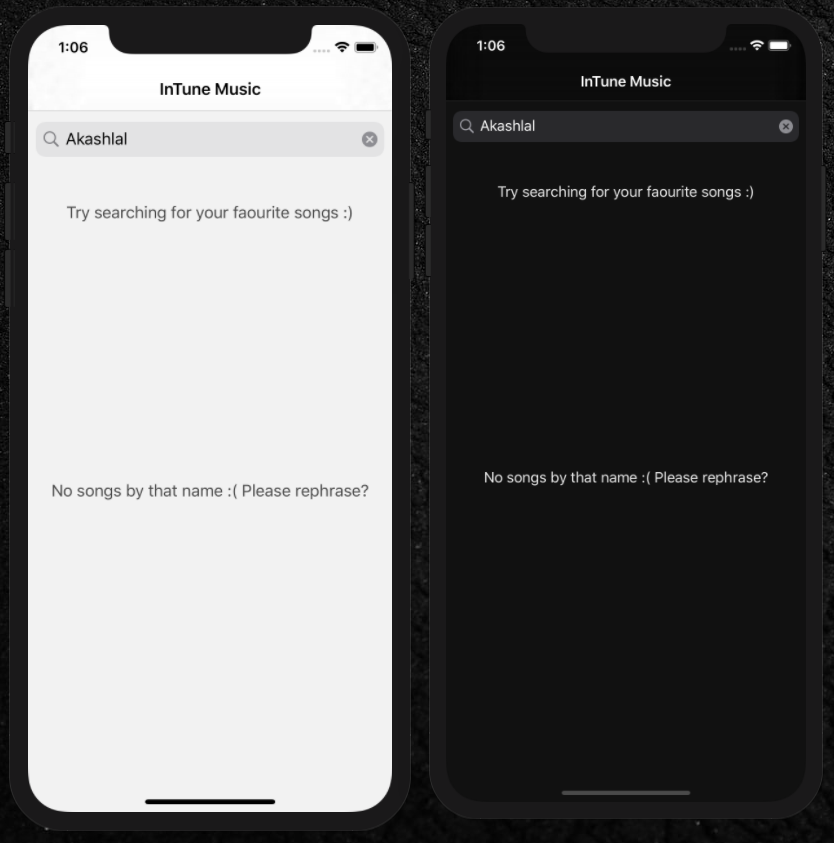 1:06
InTune Music
Akashlal
Try searching for your faourite songs :)
No songs by that name :( Please rephrase?
1:06
InTune Music
Akashlal
Try searching for your faourite songs :)
No songs by that name :( Please rephrase?